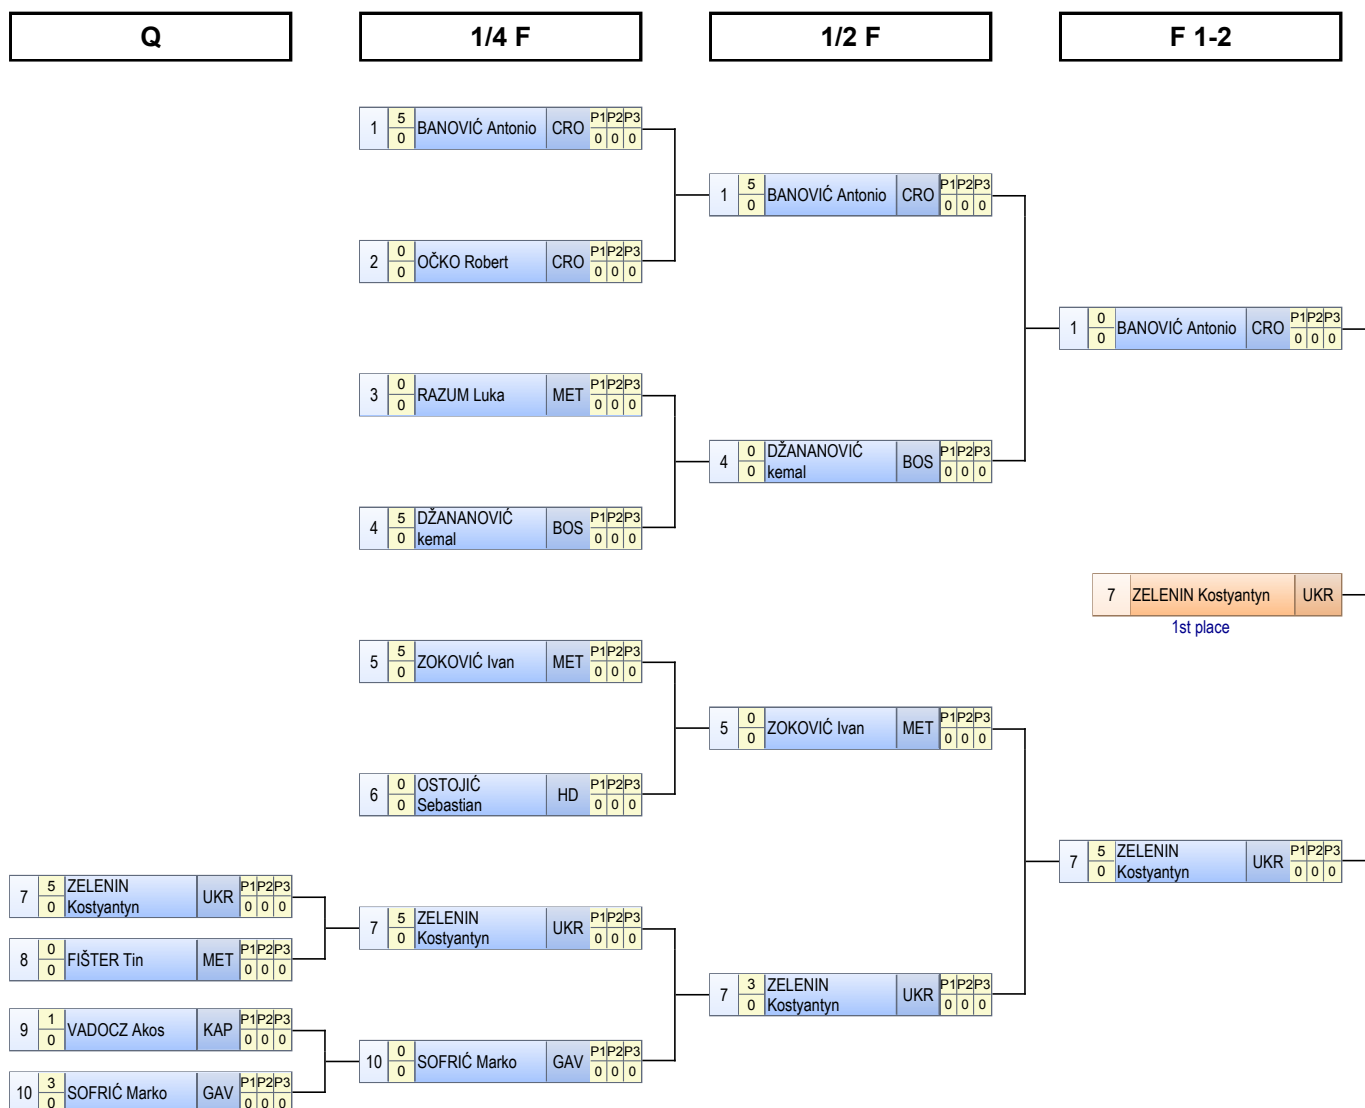 Q
1/4 F
1/2 F
F 1-2
1 5 0 BANOVIĆ Antonio CRO P1 P2 P3 0 0 0
2 0 0 OČKO Robert CRO P1 P2 P3 0 0 0
3 0 0 RAZUM Luka MET P1 P2 P3 0 0 0
4 5 0 DŽANANOVIĆ
kemal BOS P1 P2 P3 0 0 0
5 5 0 ZOKOVIĆ Ivan MET P1 P2 P3 0 0 0
6 0 0 OSTOJIĆ
Sebastian HD P1 P2 P3 0 0 0
7 5 0 ZELENIN
Kostyantyn UKR P1 P2 P3 0 0 0
8 0 0 FIŠTER Tin MET P1 P2 P3 0 0 0
9 1 0 VADOCZ Akos KAP P1 P2 P3 0 0 0
10 3 0 SOFRIĆ Marko GAV P1 P2 P3 0 0 0
7 5 0 ZELENIN
Kostyantyn UKR P1 P2 P3 0 0 0
10 0 0 SOFRIĆ Marko GAV P1 P2 P3 0 0 0
1 5 0 BANOVIĆ Antonio CRO P1 P2 P3 0 0 0
4 0 0 DŽANANOVIĆ
kemal BOS P1 P2 P3 0 0 0
5 0 0 ZOKOVIĆ Ivan MET P1 P2 P3 0 0 0
7 3 0 ZELENIN
Kostyantyn UKR P1 P2 P3 0 0 0
1 0 0 BANOVIĆ Antonio CRO P1 P2 P3 0 0 0
7 ZELENIN Kostyantyn UKR
1st place
7 5 0 ZELENIN
Kostyantyn UKR P1 P2 P3 0 0 0